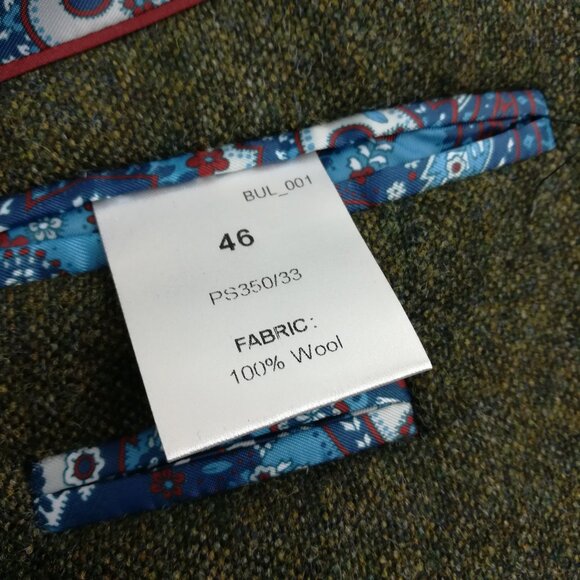 BUL_001
46
PS350/33
FABRIC:
100% Wool